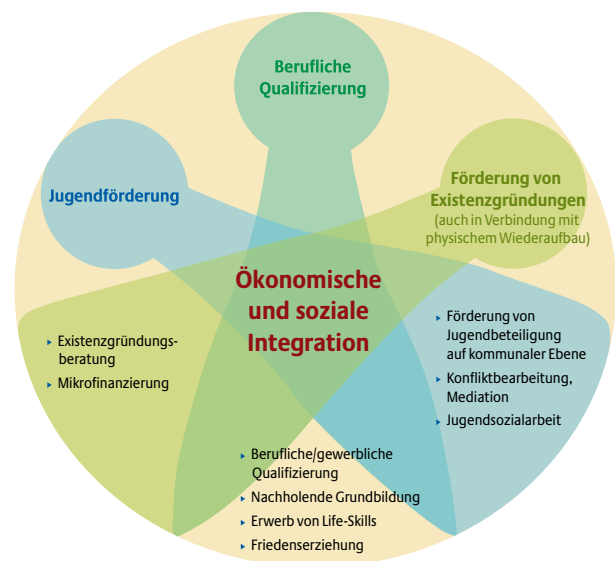 Berufliche
Qualifizierung
Jugendförderung
Förderung von
Existenzgründungen
(auch in Verbindung mit
physischem Wiederaufbau)
Ökonomische
und soziale
Integration
▸ Existenzgründungs-
beratung
▸ Mikrofinanzierung
▸ Förderung von
Jugendbeteiligung
auf kommunaler Ebene
▸ Konfliktbearbeitung,
Mediation
▸ Jugendsozialarbeit
▸ Berufliche/gewerbliche
Qualifizierung
▸ Nachholende Grundbildung
▸ Erwerb von Life-Skills
▸ Friedenserziehung